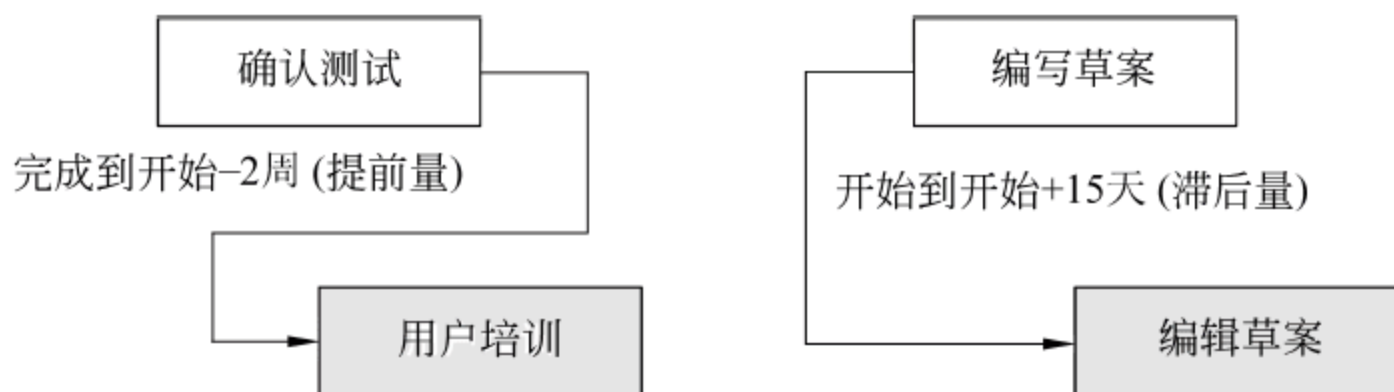 确认测试
编写草案
完成到开始–2周 (提前量)
开始到开始+15天 (滞后量)
用户培训
编辑草案